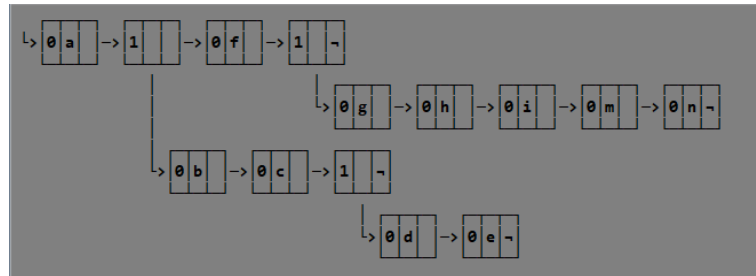 └>│0│a│ │─>│1│ │ │─>│0│f│ │─>│1│ │¬│
└>│0│g│ │─>│0│h│ │─>│0│i│ │─>│0│m│ │─>│0│n│¬│
└>│0│b│ │─>│0│c│ │─>│1│ │¬│
└>│0│d│ │─>│0│e│¬│